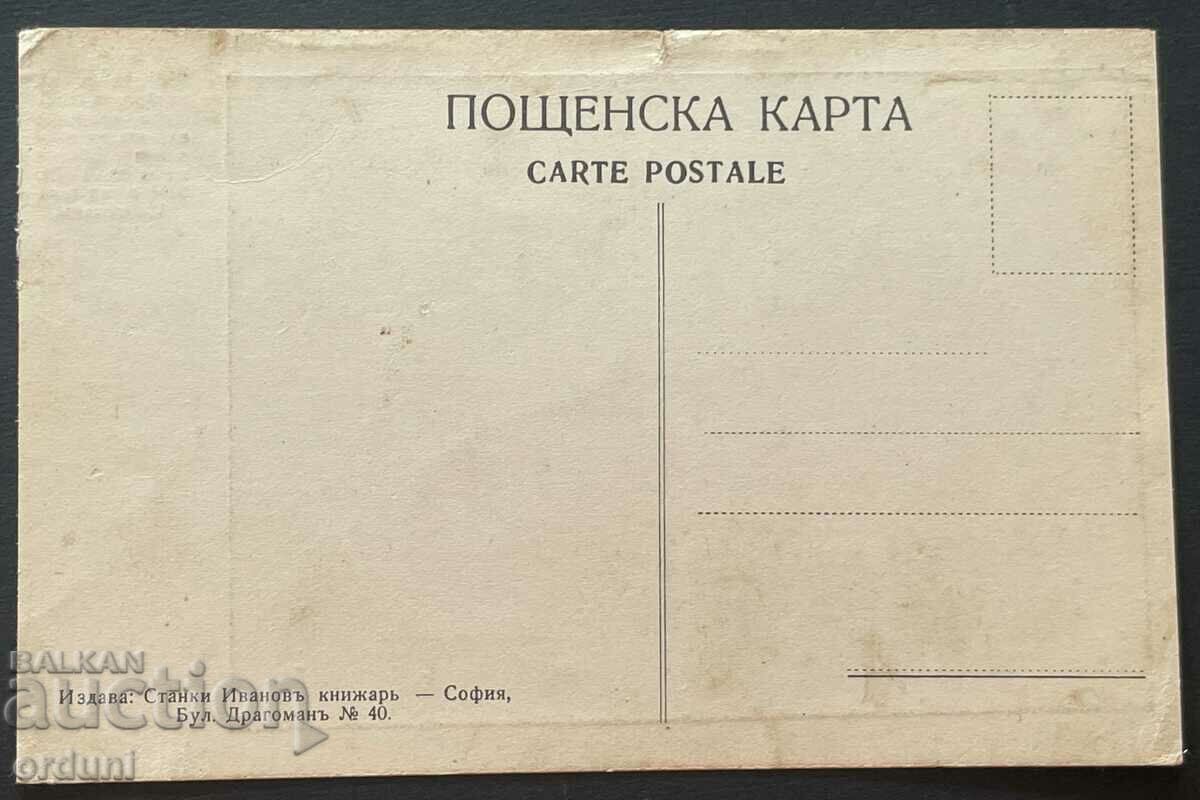 ПОЩЕНСКА КАРТА
CARTE POSTALE
Издава: Станки Ивановъ книжарь — София,
Бул. Драгоманъ № 40.
BALKAN
auction
orduni